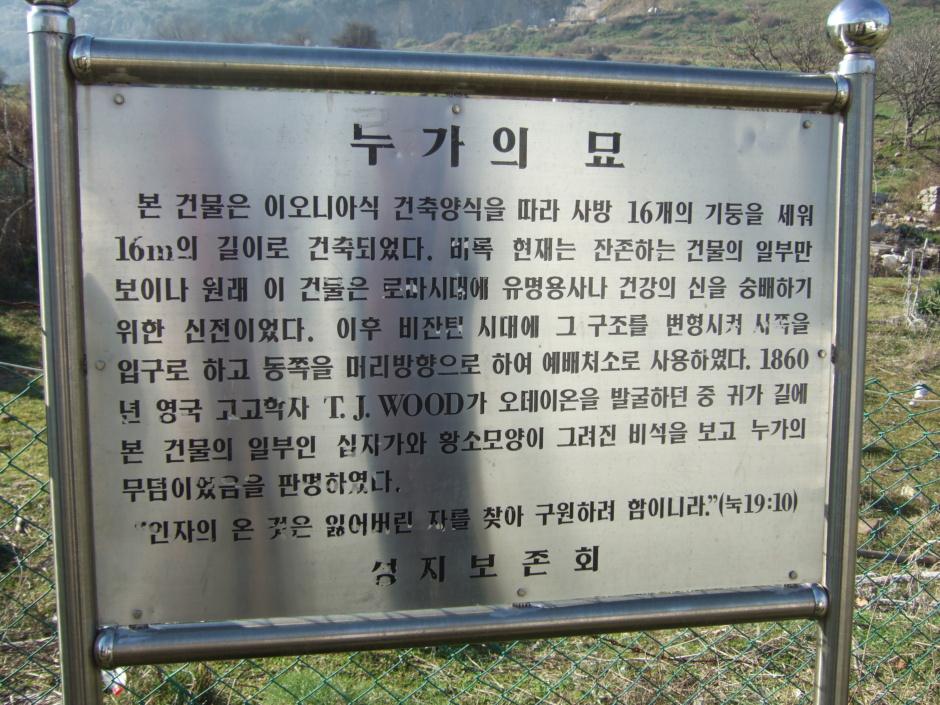 누가의 묘
본 건물은 이오니아식 건축양식을 따라 사방 16개의 기둥을 세워
16m의 길이로 건축되었다. 비록 현재는 잔존하는 건물의 일부만
보이나 원래 이 건물은 로마시대에 유명용사나 건강의 신을 숭배하기
위한 신전이었다. 이후 비잔틴 시대에 그 구조를 변형시켜 서쪽을
입구로 하고 동쪽을 머리방향으로 하여 예배처소로 사용하였다. 1860
년 영국 고고학자 T. J. WOOD가 오데이온을 발굴하던 중 귀가 길에
본 건물의 일부인 십자가와 황소모양이 그려진 비석을 보고 누가의
무덤이었음을 판명하였다.
"인자의 온 것은 잃어버린 자를 찾아 구원하려 함이니라."(눅19:10)
성지보존회